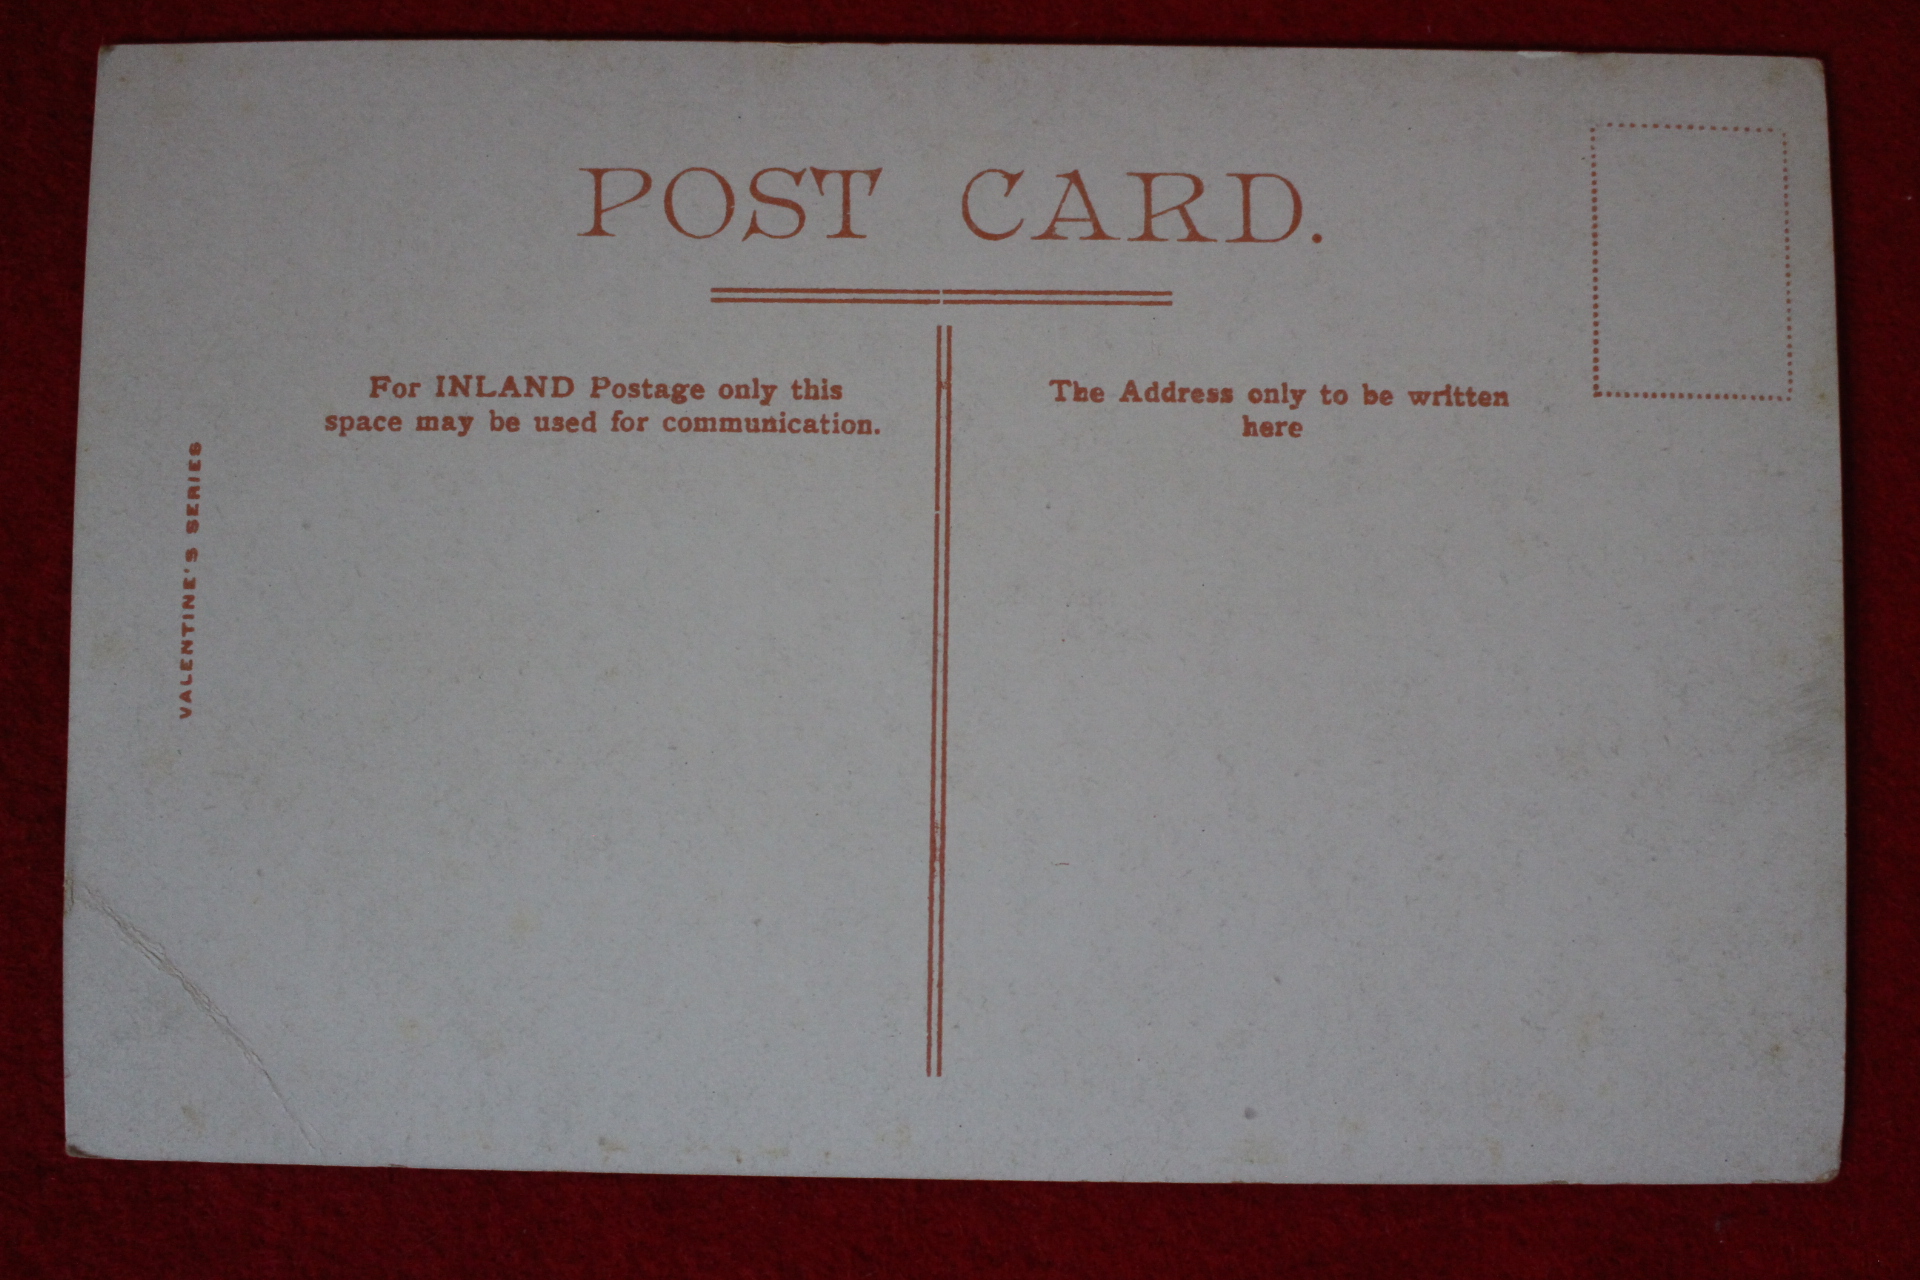 POST CARD.
For INLAND Postage only this
space may be used for communication.
The Address only to be written
here
VALENTINE'S SERIES